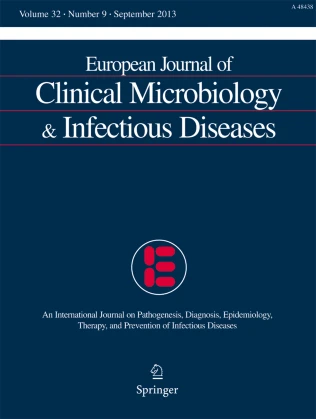 A 48438
Volume 32 · Number 9 · September 2013
European Journal of
Clinical Microbiology
& Infectious Diseases
An International Journal on Pathogenesis, Diagnosis, Epidemiology,
Therapy, and Prevention of Infectious Diseases
Springer